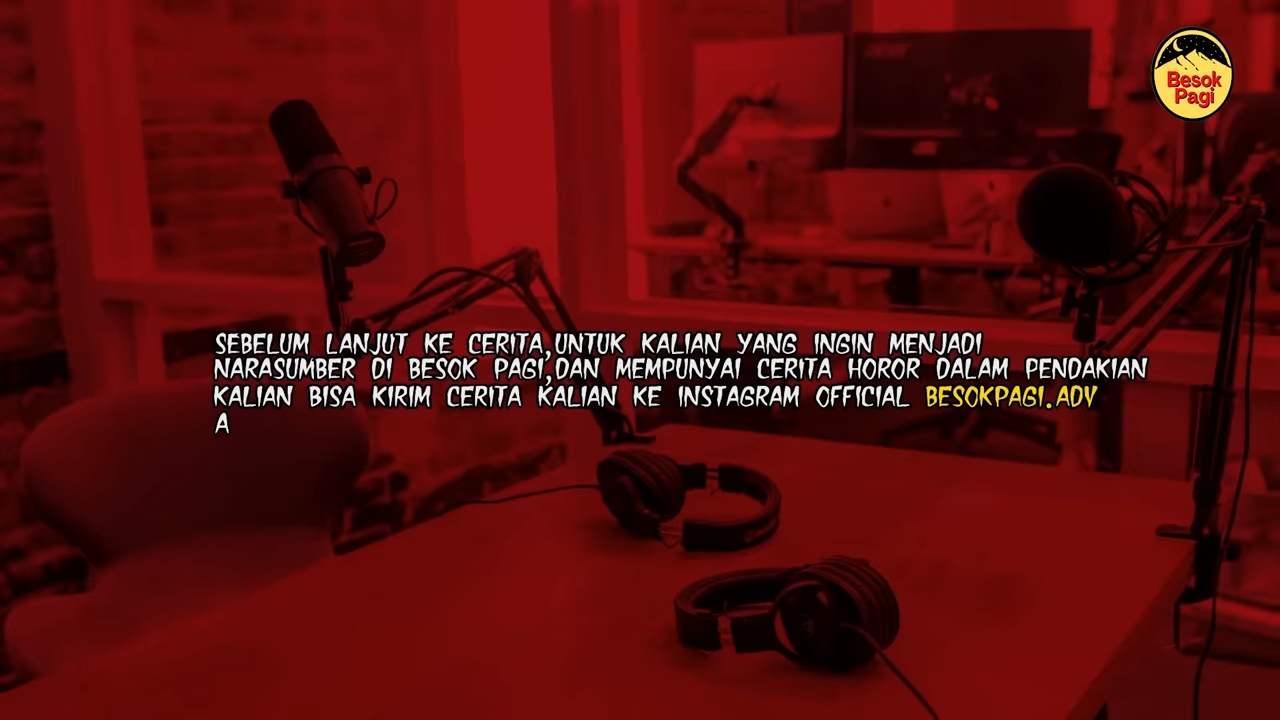 Besok
Pagi
SEBELUM LANJUT KE CERITA,UNTUK KALIAN YANG INGIN MENJADI
NARASUMBER DI BESOK PAGI,DAN MEMPUNYAI CERITA HOROR DALAM PENDAKIAN
KALIAN BISA KIRIM CERITA KALIAN KE INSTAGRAM OFFICIAL BESOKPAGI.ADV
A